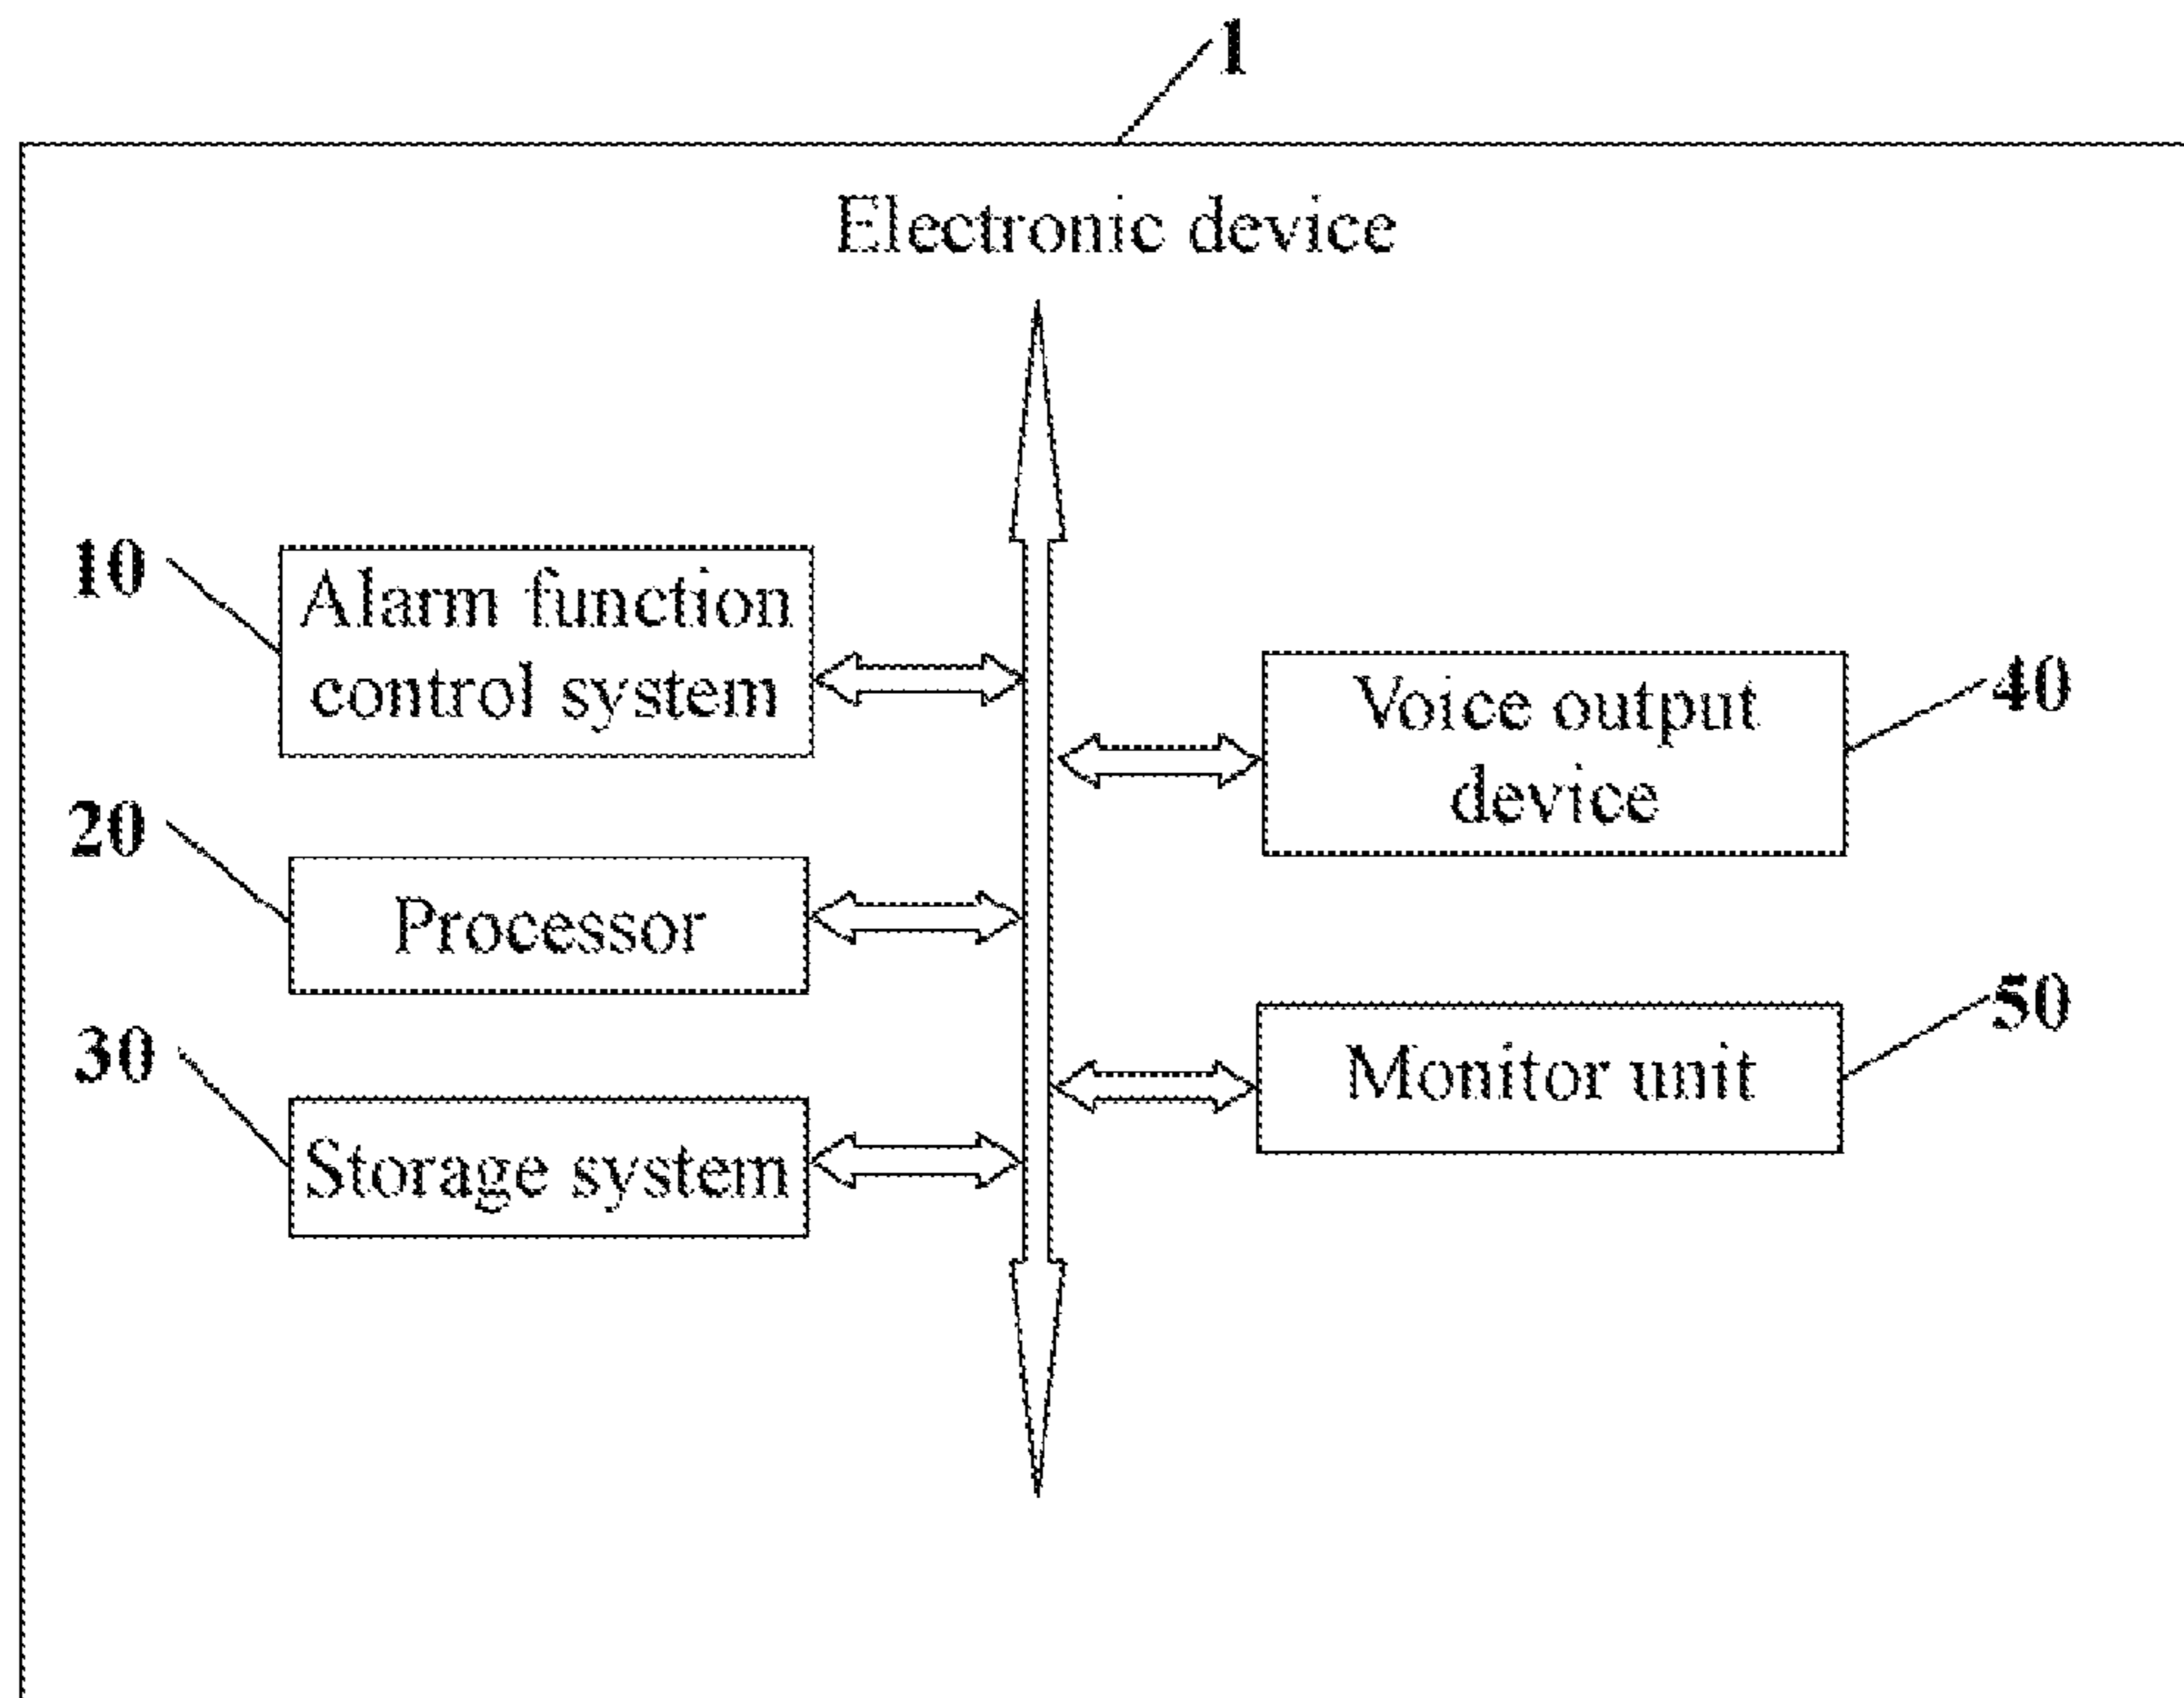 1
Electronic device
10
Alarm function
control system
40
Voice output
device
20
Processor
50
Monitor unit
30
Storage system